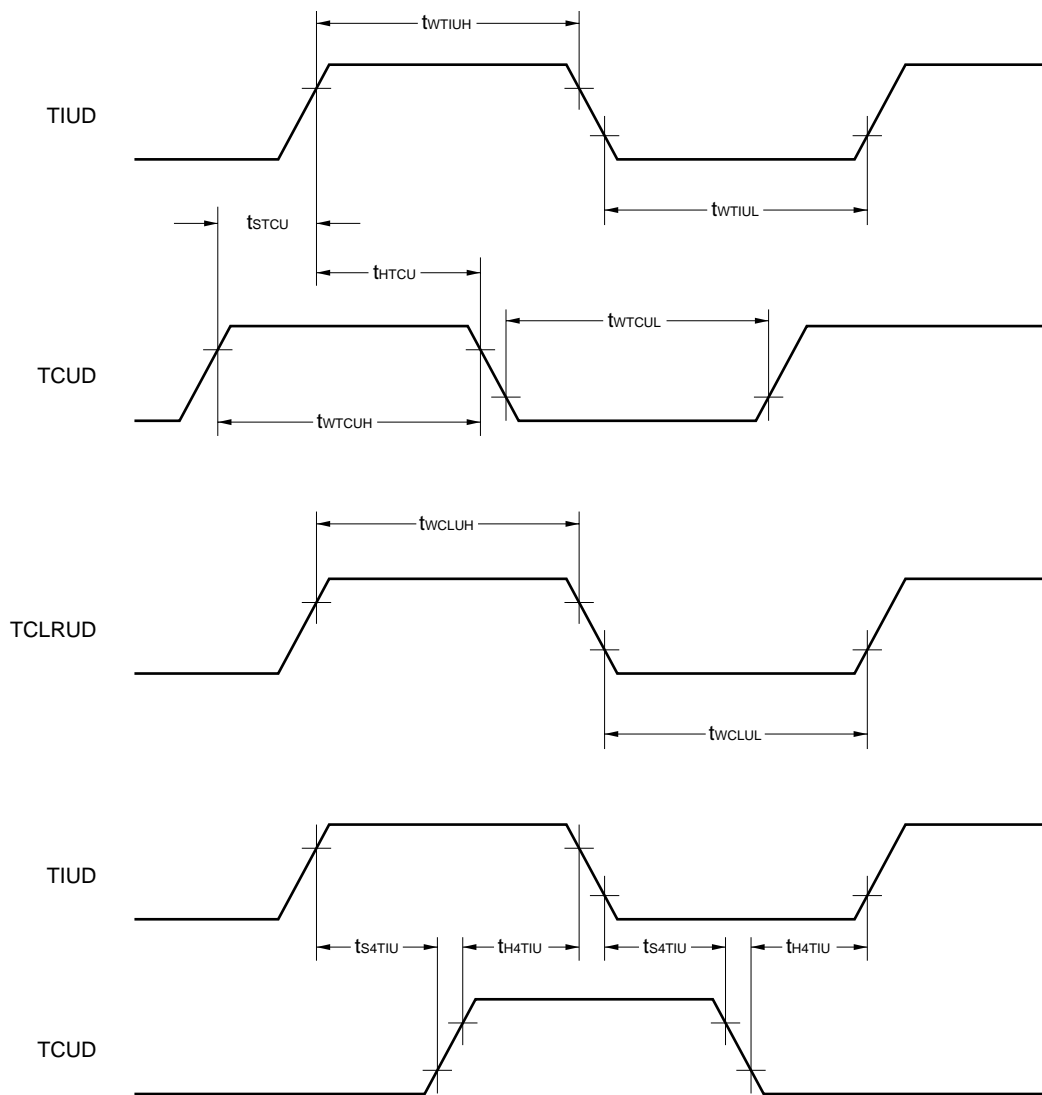 tWTIUH
TIUD
tSTCU
tWTIUL
tHTCU
tWTCUL
TCUD
tWTCUH
tWCLUH
TCLRUD
tWCLUL
TIUD
tS4TIU tH4TIU tS4TIU tH4TIU
TCUD